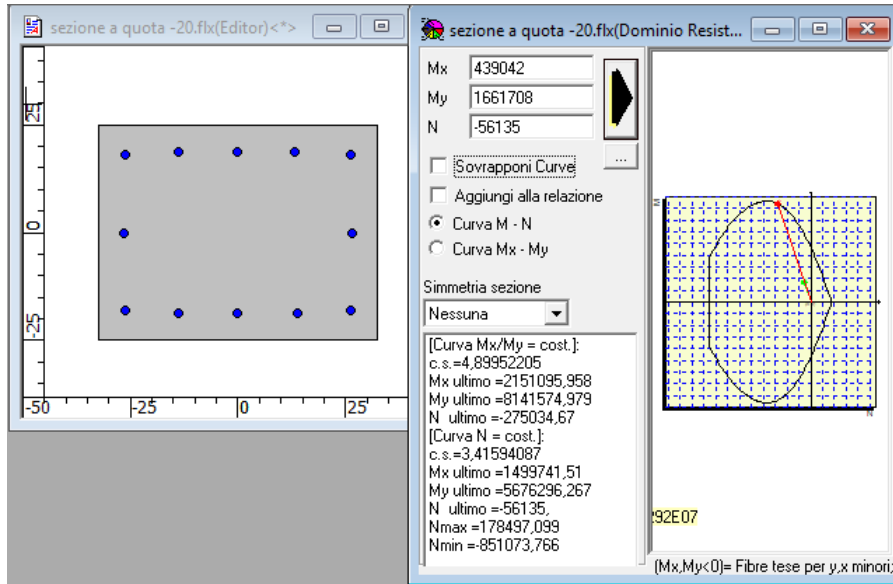 sezione a quota -20.flx(Editor)<*>
25
0
-25
-50
-25
0
25
sezione a quota -20.flx(Dominio Resist...
Mx 439042
My 1661708
N -56135
...
Sovrapponi Curve
Aggiungi alla relazione
Curva M - N
Curva Mx - My
Simmetria sezione
Nessuna
[Curva Mx/My = cost.]:
c.s.=4,89952205
Mx ultimo =2151095,958
My ultimo =8141574,979
N ultimo =-275034,67
[Curva N = cost.]:
c.s.=3,41594087
Mx ultimo =1499741,51
My ultimo =5676296,267
N ultimo =-56135,
Nmax =178497,099
Nmin =-851073,766
M
N
292E07
(Mx,My<0)= Fibre tese per y,x minori;